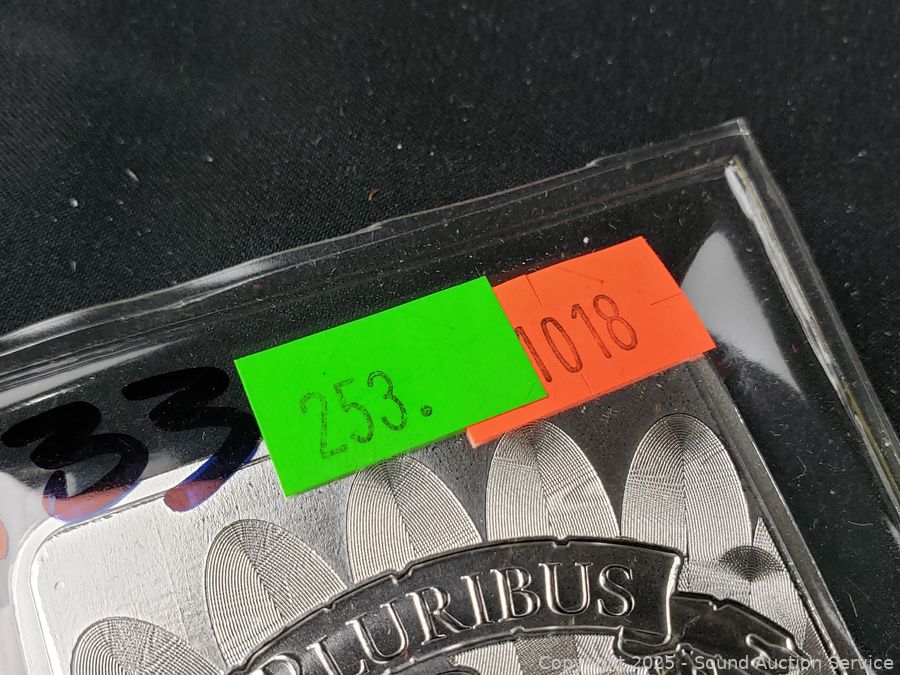 1018
253.
33
PLURIBUS
Copyright 2025 - Sound Auction Service